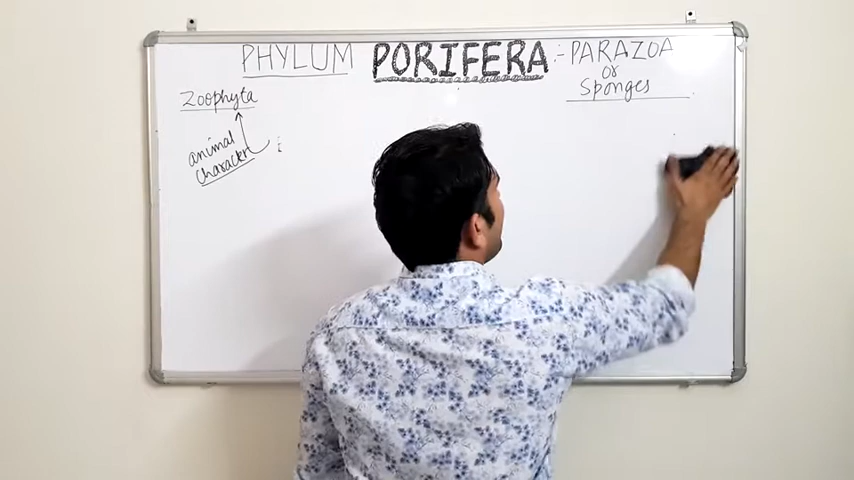 PHYLUM PORIFERA :- PARAZOA
or
Sponges
Zoophyta
animal
character